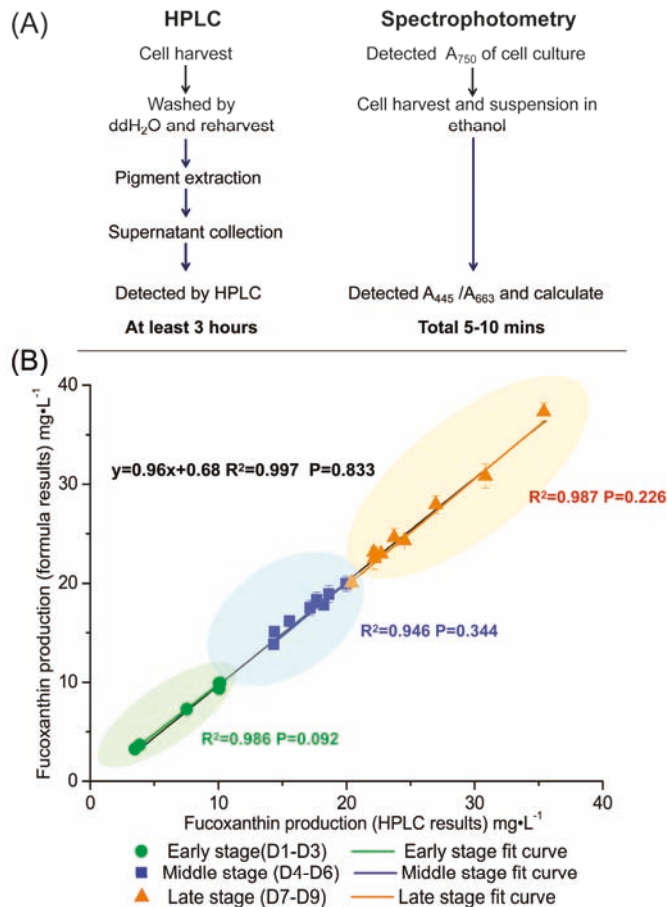 (A)
HPLC
Cell harvest
Washed by
ddH₂O and reharvest
Pigment extraction
Supernatant collection
Detected by HPLC
At least 3 hours
Spectrophotometry
Detected A₇₅₀ of cell culture
Cell harvest and suspension in
ethanol
Detected A₄₄₅ /A₆₆₃ and calculate
Total 5-10 mins
(B)
Fucoxanthin production (formula results) mg•L⁻¹
40
30
20
10
0
y=0.96x+0.68 R²=0.997 P=0.833
R²=0.987 P=0.226
R²=0.946 P=0.344
R²=0.986 P=0.092
0 10 20 30 40
Fucoxanthin production (HPLC results) mg•L⁻¹
Early stage(D1-D3) Early stage fit curve
Middle stage (D4-D6) Middle stage fit curve
Late stage (D7-D9) Late stage fit curve